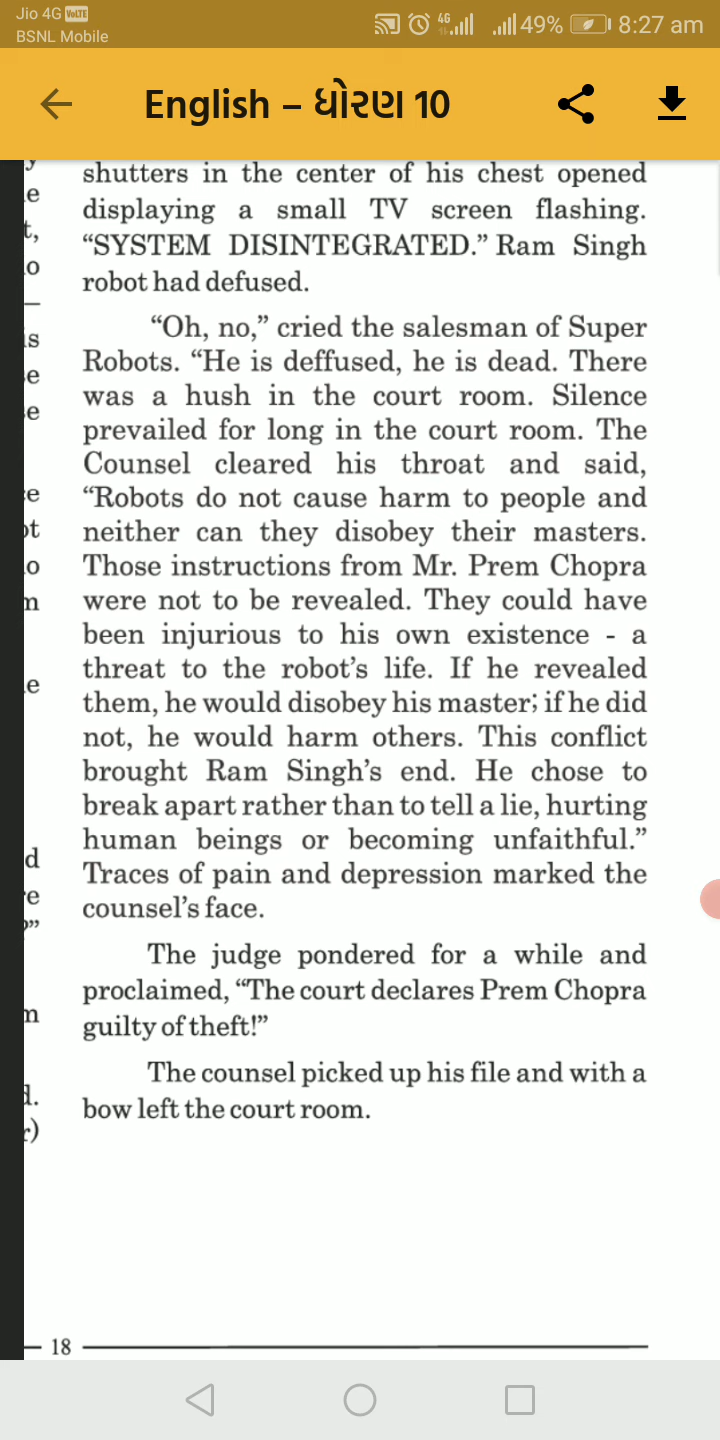 Jio 4G VoLTE
BSNL Mobile
4G
49%
8:27 am
English – ધોરણ 10
shutters in the center of his chest opened
displaying a small TV screen flashing.
“SYSTEM DISINTEGRATED.” Ram Singh
robot had defused.
“Oh, no,” cried the salesman of Super
Robots. “He is deffused, he is dead. There
was a hush in the court room. Silence
prevailed for long in the court room. The
Counsel cleared his throat and said,
“Robots do not cause harm to people and
neither can they disobey their masters.
Those instructions from Mr. Prem Chopra
were not to be revealed. They could have
been injurious to his own existence - a
threat to the robot’s life. If he revealed
them, he would disobey his master; if he did
not, he would harm others. This conflict
brought Ram Singh’s end. He chose to
break apart rather than to tell a lie, hurting
human beings or becoming unfaithful.”
Traces of pain and depression marked the
counsel’s face.
The judge pondered for a while and
proclaimed, “The court declares Prem Chopra
guilty of theft!”
The counsel picked up his file and with a
bow left the court room.
18